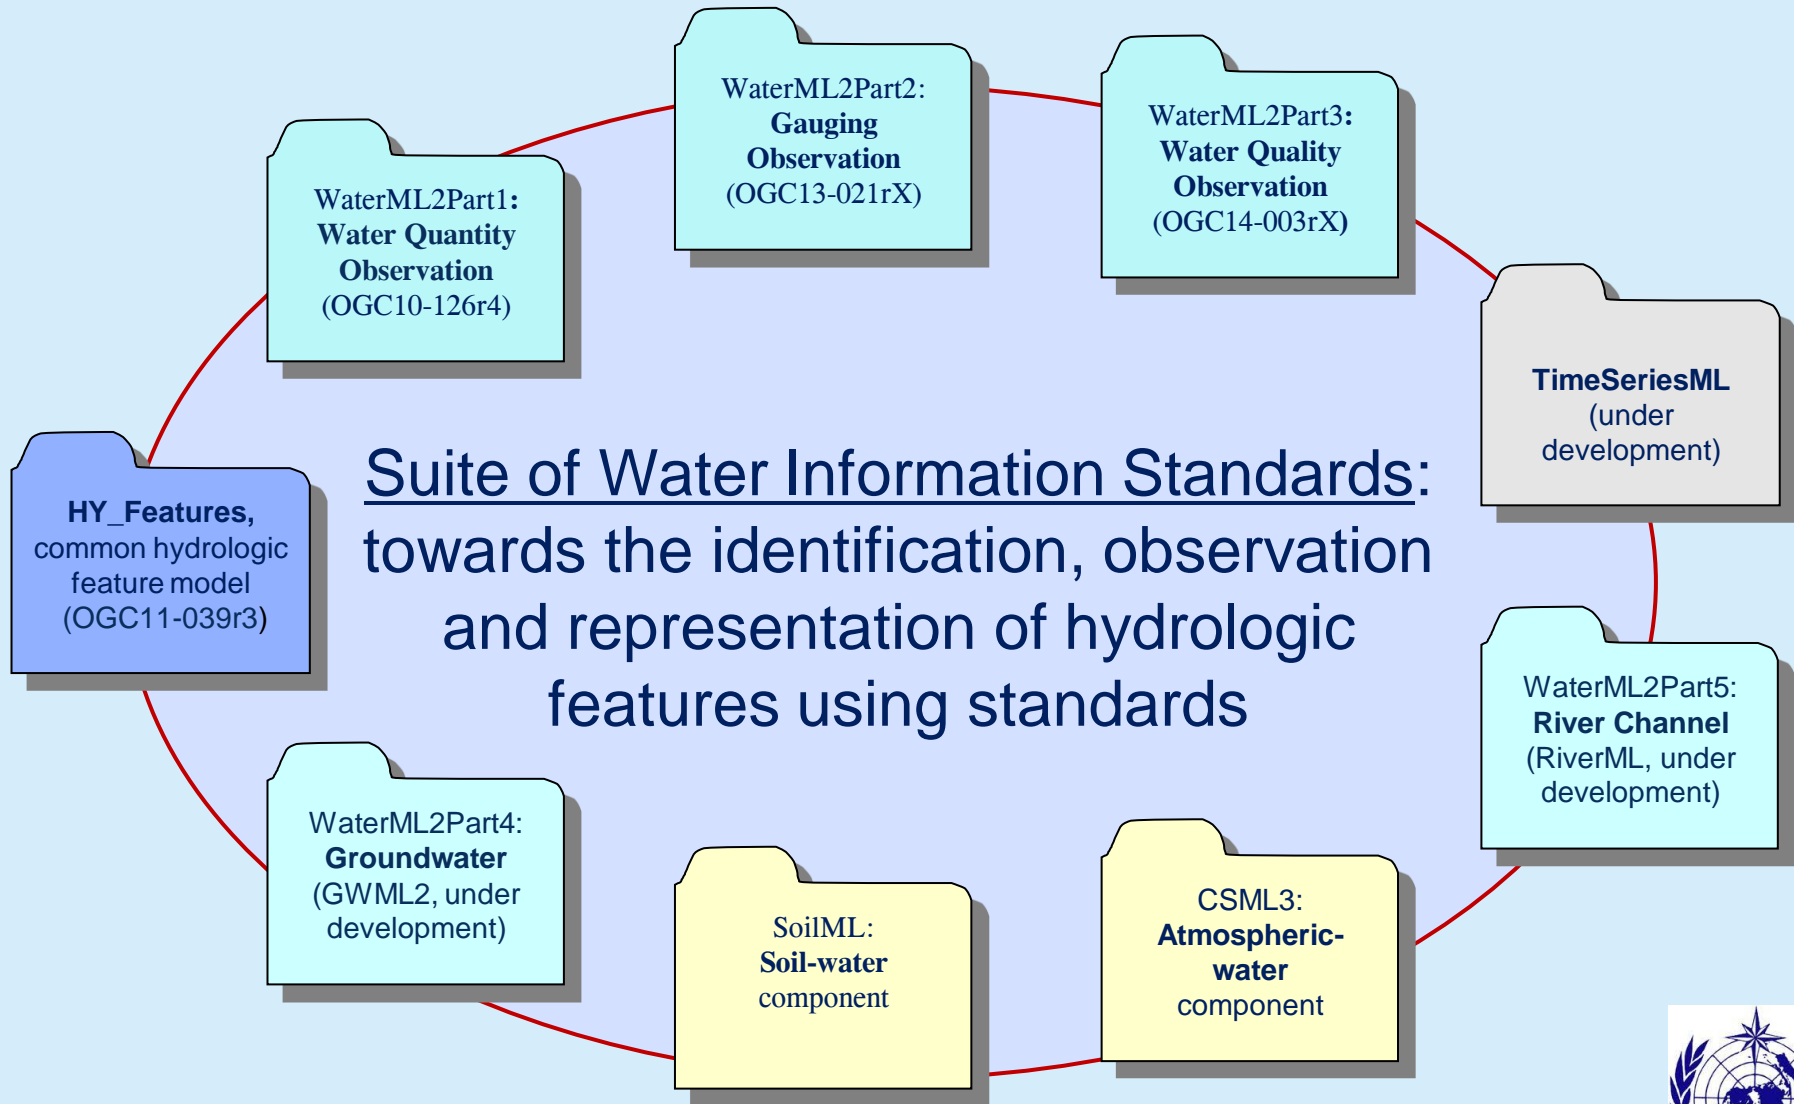 WaterML2Part2:
Gauging
Observation
(OGC13-021rX)
WaterML2Part3:
Water Quality
Observation
(OGC14-003rX)
WaterML2Part1:
Water Quantity
Observation
(OGC10-126r4)
TimeSeriesML
(under
development)
HY_Features,
common hydrologic
feature model
(OGC11-039r3)
Suite of Water Information Standards:
towards the identification, observation
and representation of hydrologic
features using standards
WaterML2Part5:
River Channel
(RiverML, under
development)
WaterML2Part4:
Groundwater
(GWML2, under
development)
SoilML:
Soil-water
component
CSML3:
Atmospheric-
water
component